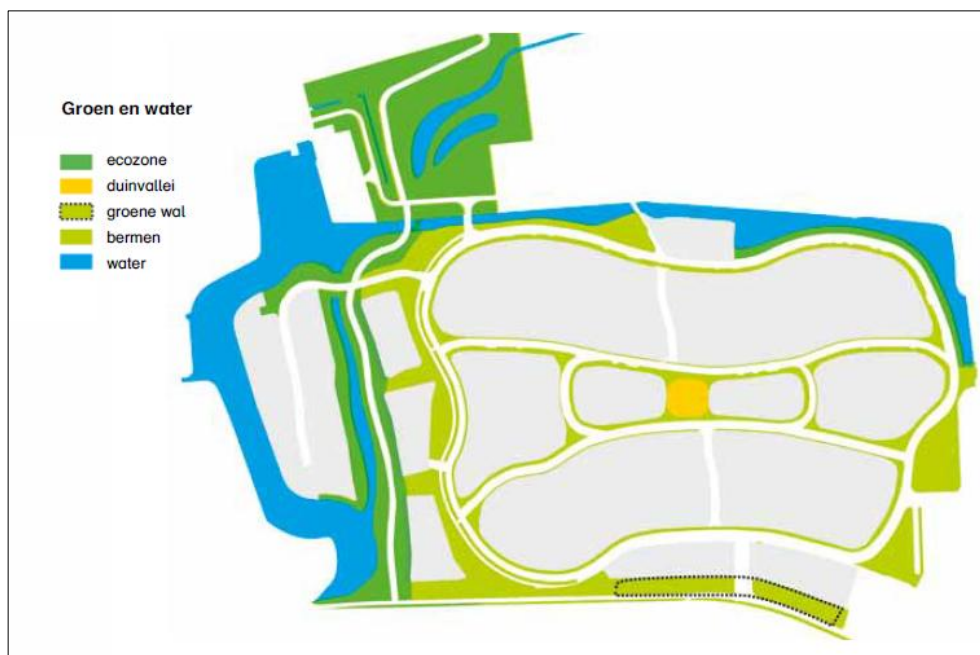 Groen en water
ecozone
duinvallei
groene wal
bermen
water